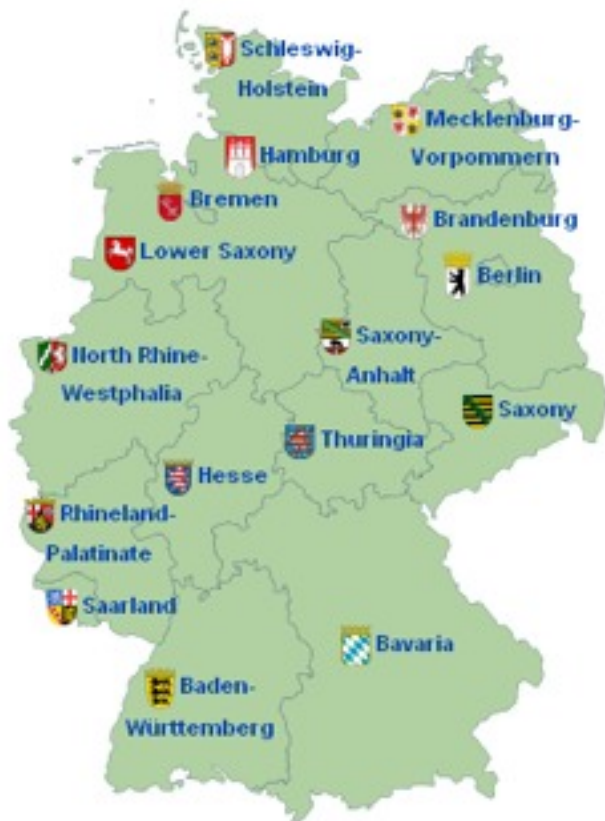 Schleswig-
Holstein
Mecklenburg-
Vorpommern
Hamburg
Bremen
Brandenburg
Lower Saxony
Berlin
Saxony-
Anhalt
North Rhine-
Westphalia
Saxony
Thuringia
Hesse
Rhineland-
Palatinate
Saarland
Bavaria
Baden-
Württemberg